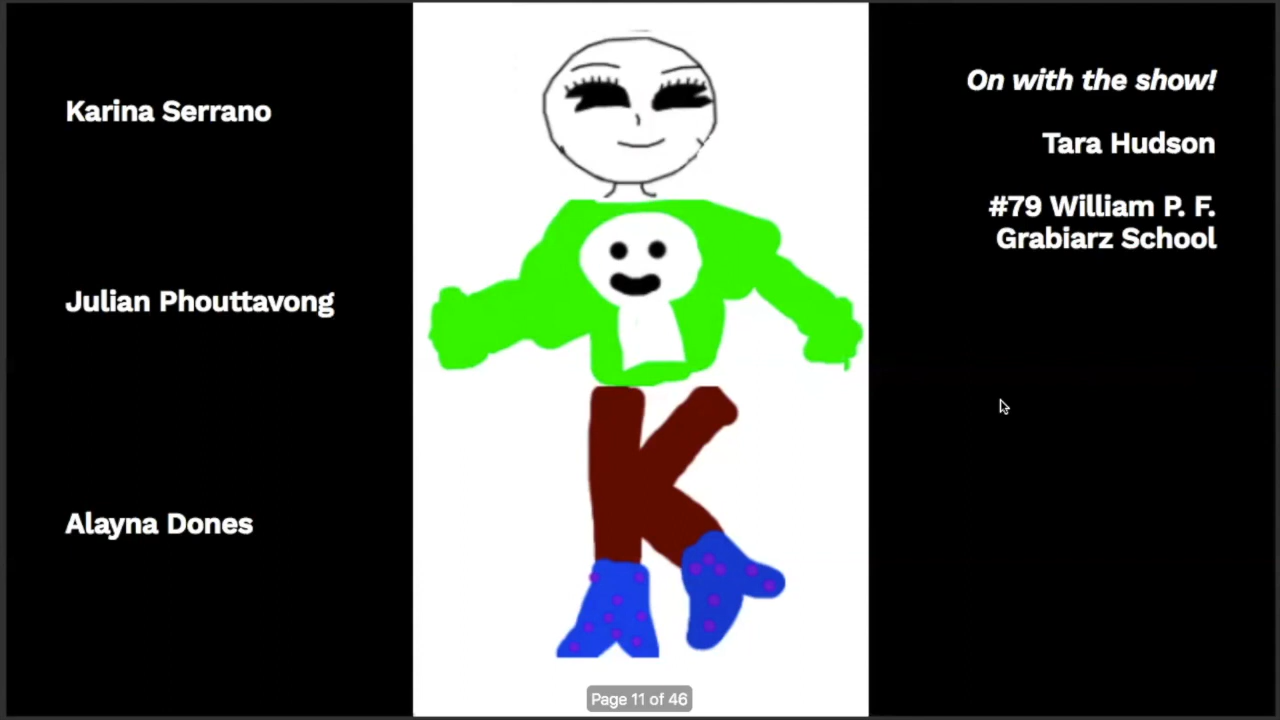 Karina Serrano
Julian Phouttavong
Alayna Dones
On with the show!
Tara Hudson
#79 William P. F.
Grabiarz School
Page 11 of 46